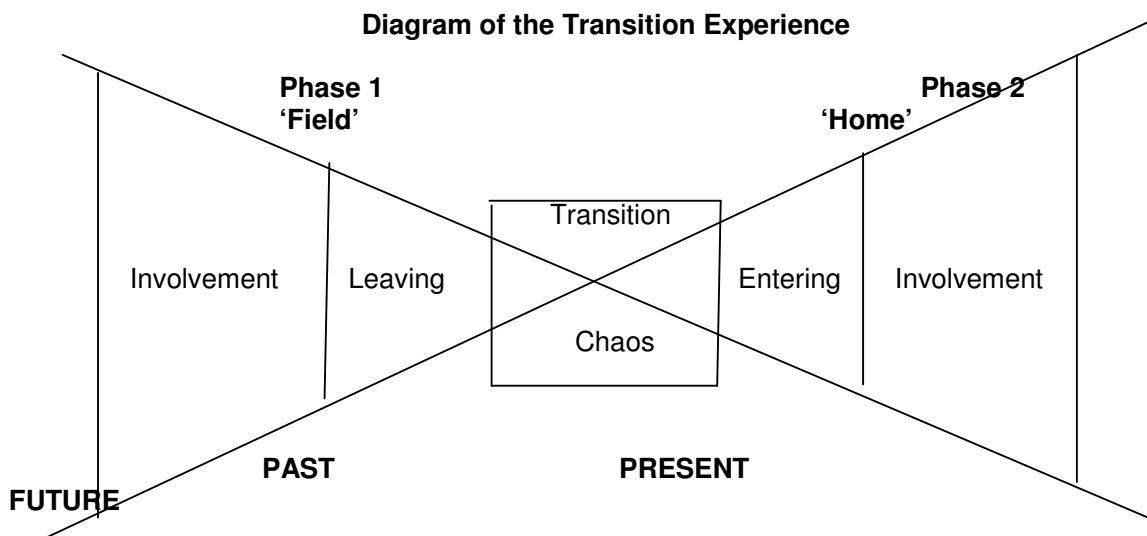 Diagram of the Transition Experience
Phase 1
‘Field’
Phase 2
‘Home’
Transition
Involvement
Leaving
Entering
Involvement
Chaos
PAST
PRESENT
FUTURE